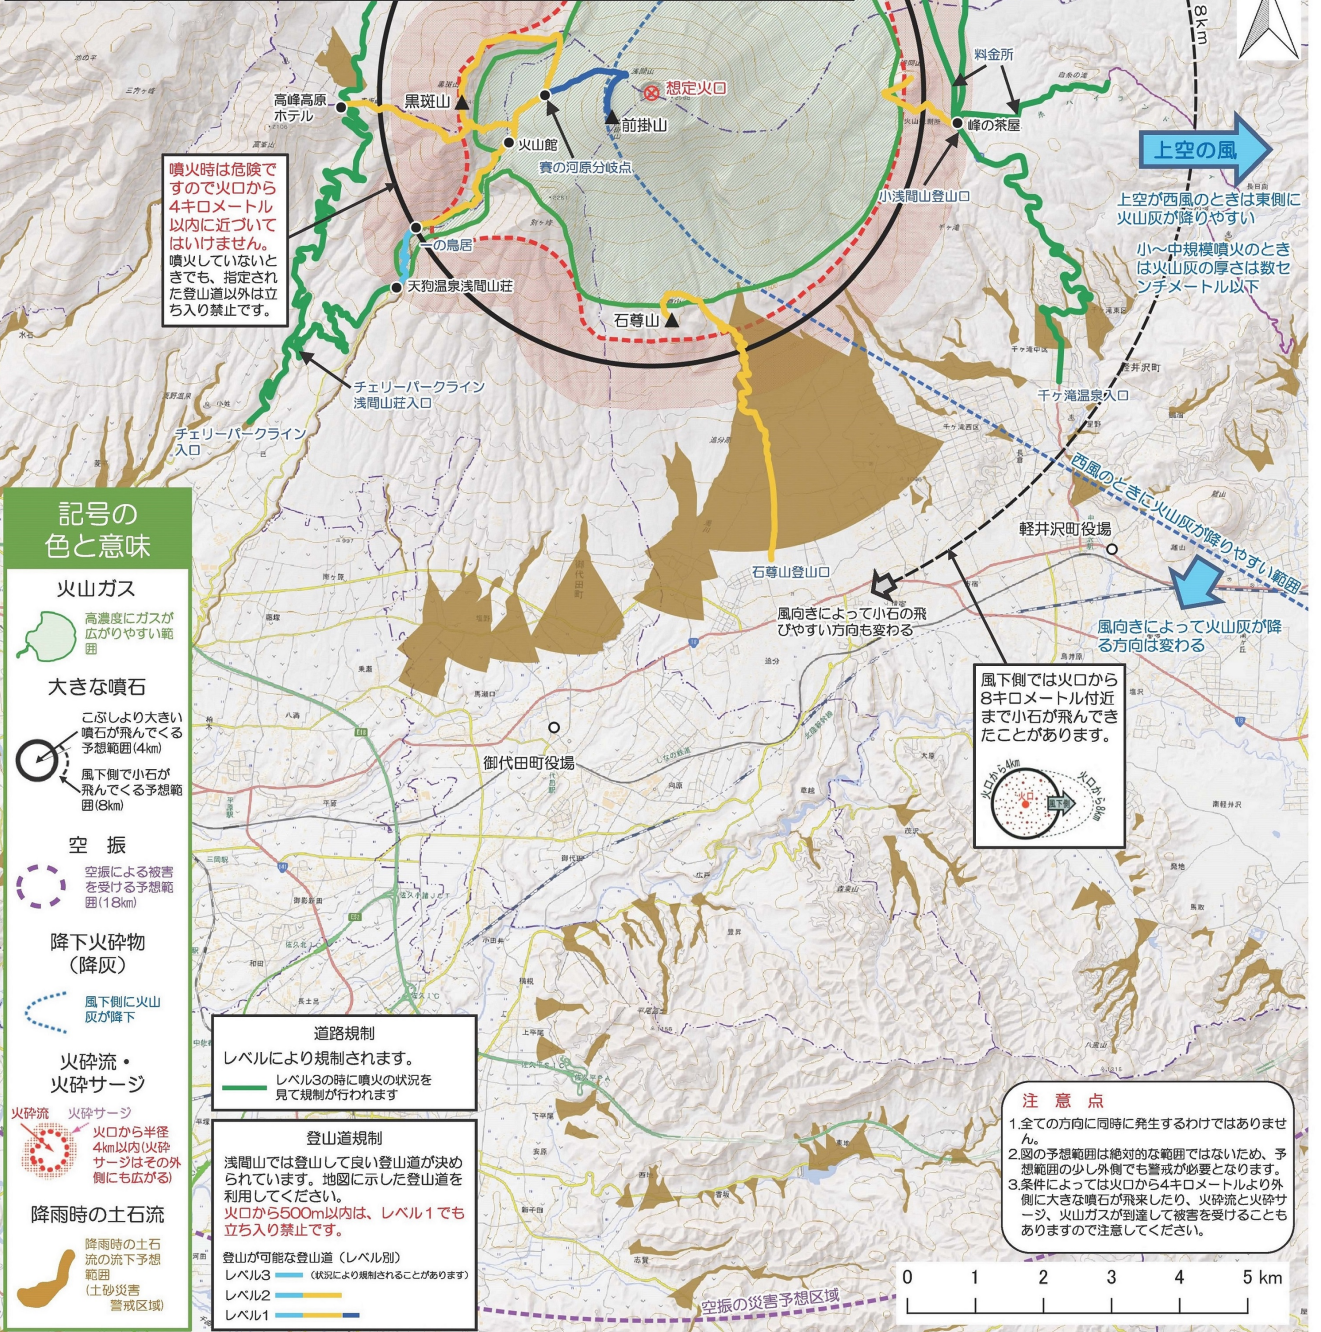 8km
料金所
想定火口
高峰高原
ホテル
黒斑山
前掛山
峰の茶屋
火山館
賽の河原分岐点
小浅間山登山口
上空の風
上空が西風のときは東側に
火山灰が降りやすい
小～中規模噴火のとき
は火山灰の厚さは数セ
ンチメートル以下
噴火時は危険で
すので火口から
4キロメートル
以内に近づいて
はいけません。
噴火していないと
きでも、指定され
た登山道以外は立
ち入り禁止です。
一の鳥居
天狗温泉浅間山荘
石尊山
チェリーパークライン
浅間山荘入口
チェリーパークライン
入口
千ヶ滝温泉入口
軽井沢町
西風のときに火山灰が降りやすい範囲
軽井沢町役場
石尊山登山口
風向きによって小石の飛
びやすい方向も変わる
風向きによって火山灰が降
る方向は変わる
風下側では火口から
8キロメートル付近
まで小石が飛んでき
たことがあります。
火口から4km
火口
風下側
火口から8km
御代田町役場
記号の
色と意味
火山ガス
高濃度にガスが
広がりやすい範
囲
大きな噴石
こぶしより大きい
噴石が飛んでくる
予想範囲(4km)
風下側で小石が
飛んでくる予想範
囲(8km)
空 振
空振による被害
を受ける予想範
囲(18km)
降下火砕物
(降灰)
風下側に火山
灰が降下
火砕流・
火砕サージ
火砕流 火砕サージ
火口から半径
4km以内(火砕
サージはその外
側にも広がる)
降雨時の土石流
降雨時の土石
流の流下予想
範囲
(土砂災害
警戒区域)
道路規制
レベルにより規制されます。
レベル3の時に噴火の状況を
見て規制が行われます
登山道規制
浅間山では登山して良い登山道が決め
られています。地図に示した登山道を
利用してください。
火口から500m以内は、レベル1でも
立ち入り禁止です。
登山が可能な登山道（レベル別）
レベル3 （状況により規制されることがあります）
レベル2
レベル1
注 意 点
1.全ての方向に同時に発生するわけではありませ
ん。
2.図の予想範囲は絶対的な範囲ではないため、予
想範囲の少し外側でも警戒が必要となります。
3.条件によっては火口から4キロメートルより外
側に大きな噴石が飛来したり、火砕流と火砕サ
ージ、火山ガスが到達して被害を受けることも
ありますので注意してください。
空振の災害予想区域
0 1 2 3 4 5 km